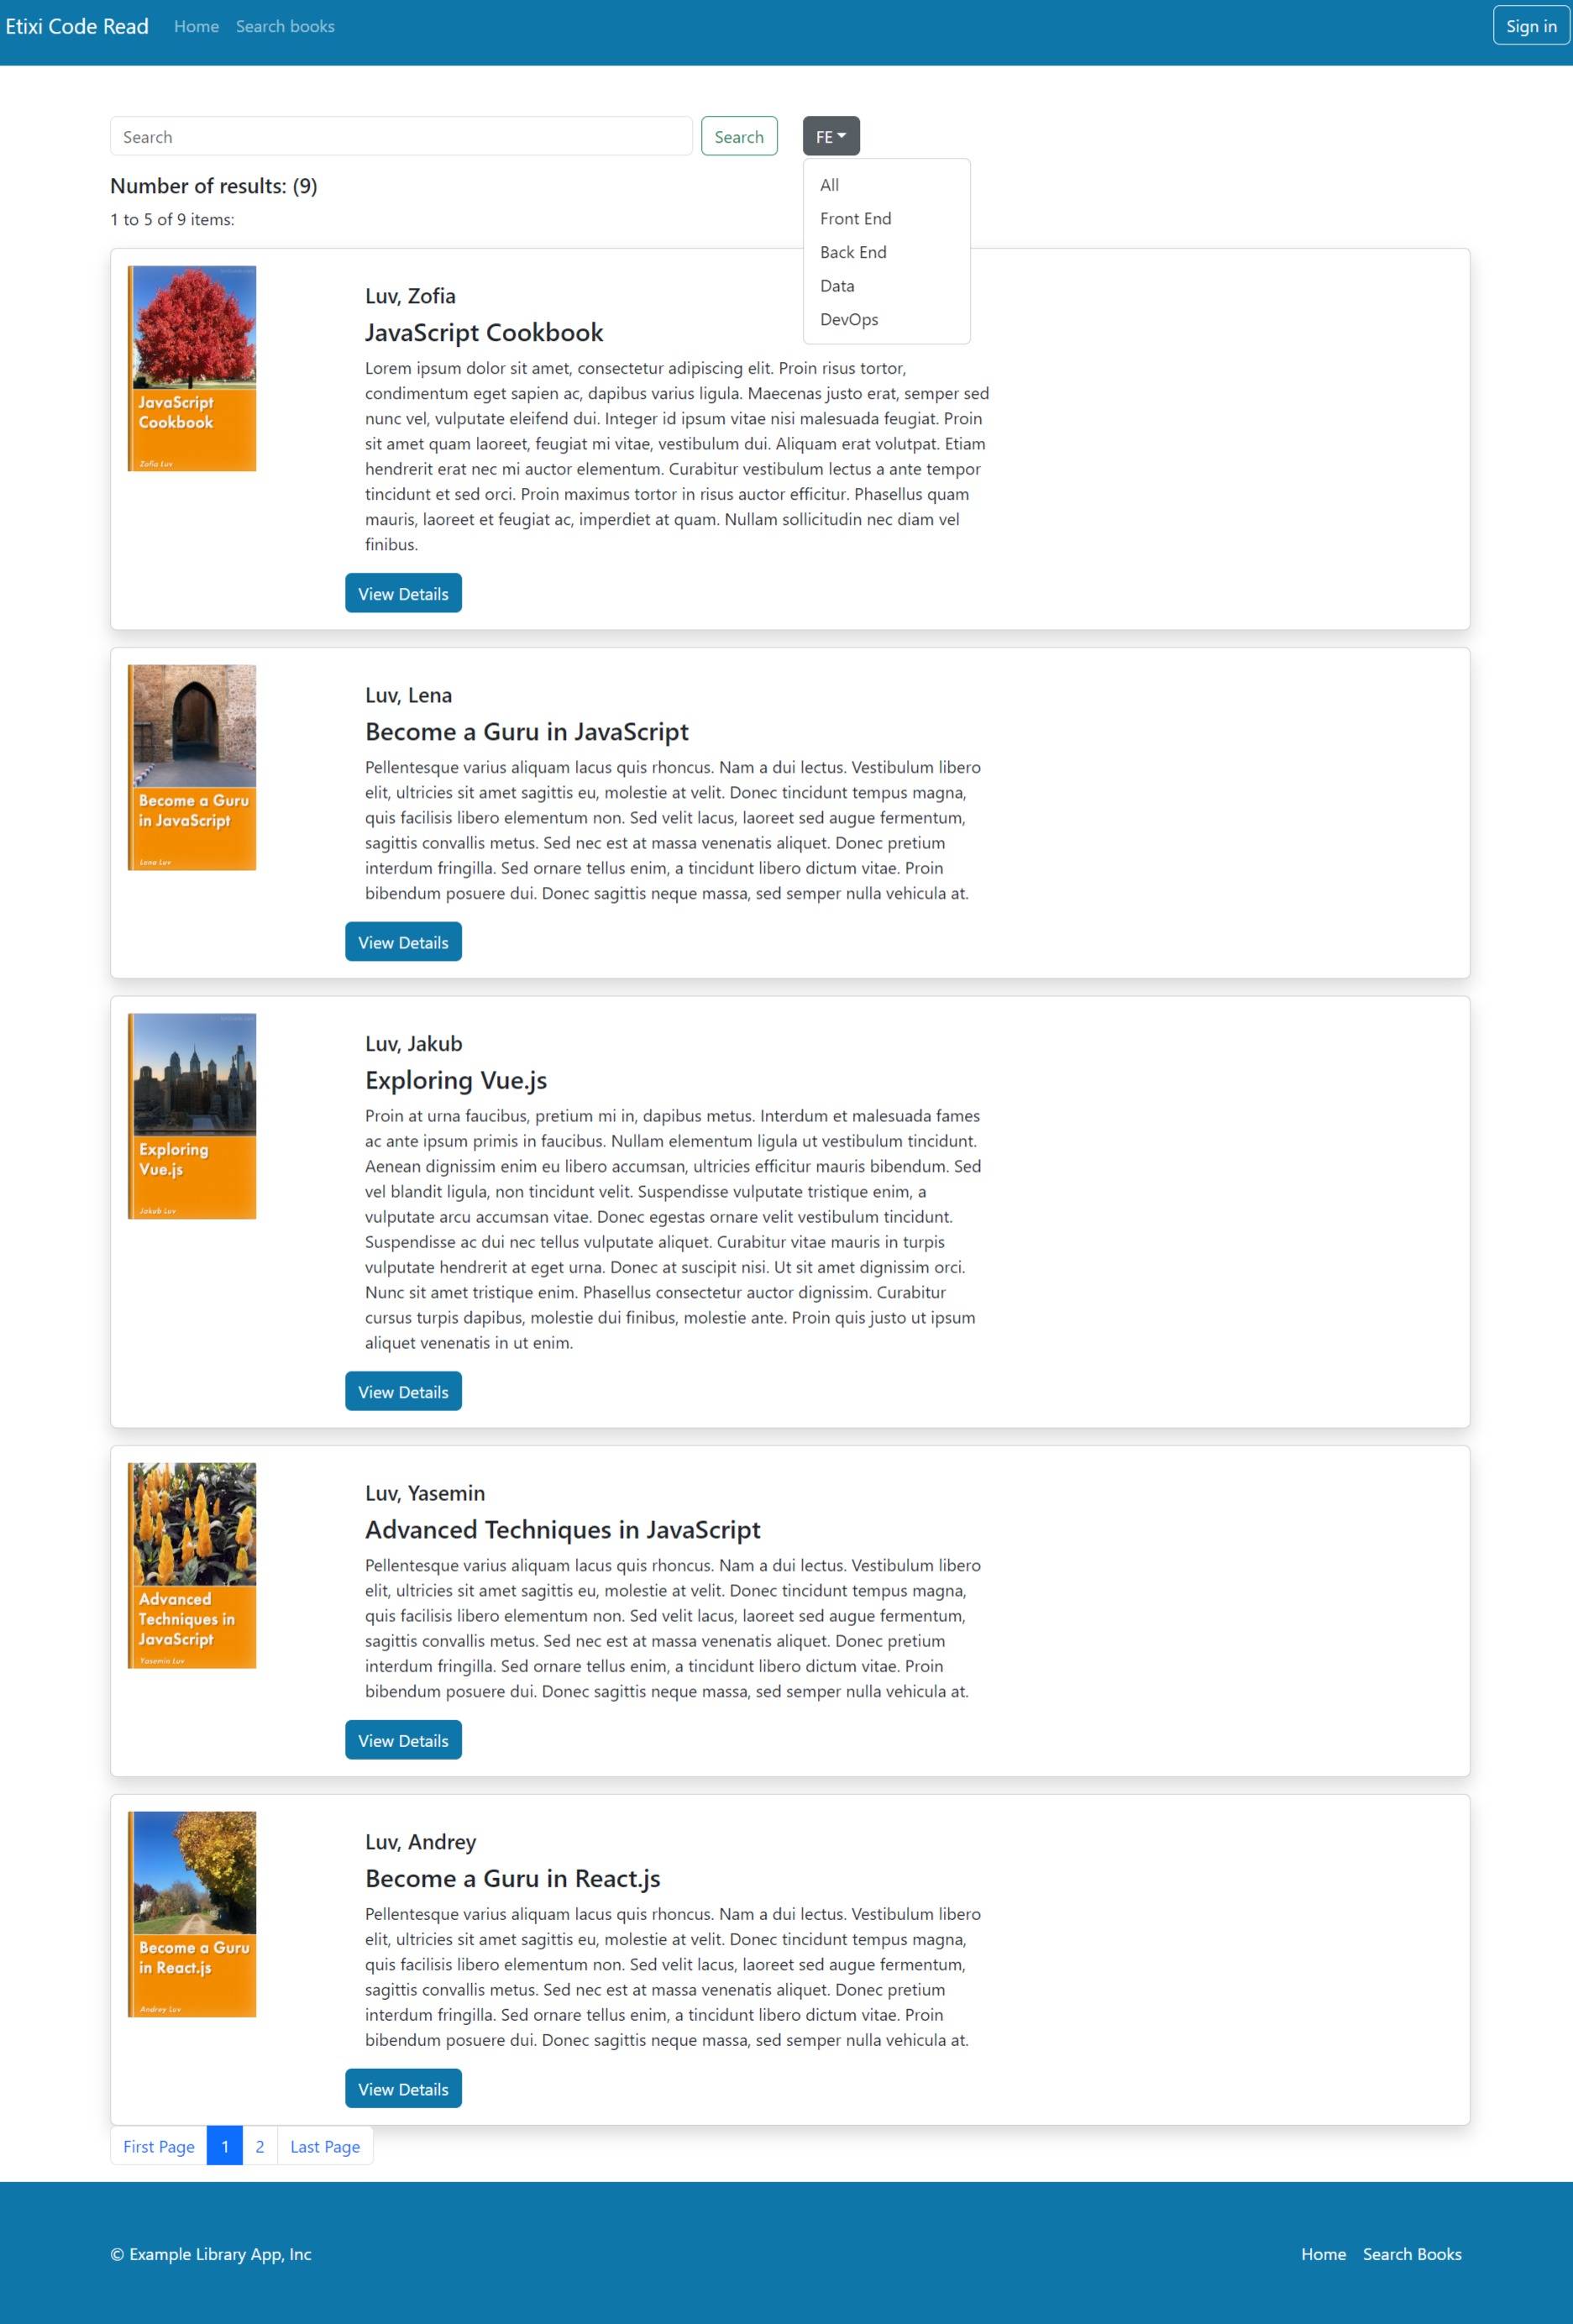 Etixi Code Read Home Search books Sign in
Search Search FE
Number of results: (9)
1 to 5 of 9 items:
All
Front End
Back End
Data
DevOps
JavaScript
Cookbook
Zofia Luv
Luv, Zofia
JavaScript Cookbook
Lorem ipsum dolor sit amet, consectetur adipiscing elit. Proin risus tortor,
condimentum eget sapien ac, dapibus varius ligula. Maecenas justo erat, semper sed
nunc vel, vulputate eleifend dui. Integer id ipsum vitae nisi malesuada feugiat. Proin
sit amet quam laoreet, feugiat mi vitae, vestibulum dui. Aliquam erat volutpat. Etiam
hendrerit erat nec mi auctor elementum. Curabitur vestibulum lectus a ante tempor
tincidunt et sed orci. Proin maximus tortor in risus auctor efficitur. Phasellus quam
mauris, laoreet et feugiat ac, imperdiet at quam. Nullam sollicitudin nec diam vel
finibus.
View Details
Become a Guru
in JavaScript
Lena Luv
Luv, Lena
Become a Guru in JavaScript
Pellentesque varius aliquam lacus quis rhoncus. Nam a dui lectus. Vestibulum libero
elit, ultricies sit amet sagittis eu, molestie at velit. Donec tincidunt tempus magna,
quis facilisis libero elementum non. Sed velit lacus, laoreet sed augue fermentum,
sagittis convallis metus. Sed nec est at massa venenatis aliquet. Donec pretium
interdum fringilla. Sed ornare tellus enim, a tincidunt libero dictum vitae. Proin
bibendum posuere dui. Donec sagittis neque massa, sed semper nulla vehicula at.
View Details
Exploring
Vue.js
Jakub Luv
Luv, Jakub
Exploring Vue.js
Proin at urna faucibus, pretium mi in, dapibus metus. Interdum et malesuada fames
ac ante ipsum primis in faucibus. Nullam elementum ligula ut vestibulum tincidunt.
Aenean dignissim enim eu libero accumsan, ultricies efficitur mauris bibendum. Sed
vel blandit ligula, non tincidunt velit. Suspendisse vulputate tristique enim, a
vulputate arcu accumsan vitae. Donec egestas ornare velit vestibulum tincidunt.
Suspendisse ac dui nec tellus vulputate aliquet. Curabitur vitae mauris in turpis
vulputate hendrerit at eget urna. Donec at suscipit nisi. Ut sit amet dignissim orci.
Nunc sit amet tristique enim. Phasellus consectetur auctor dignissim. Curabitur
cursus turpis dapibus, molestie dui finibus, molestie ante. Proin quis justo ut ipsum
aliquet venenatis in ut enim.
View Details
Advanced
Techniques in
JavaScript
Yasemin Luv
Luv, Yasemin
Advanced Techniques in JavaScript
Pellentesque varius aliquam lacus quis rhoncus. Nam a dui lectus. Vestibulum libero
elit, ultricies sit amet sagittis eu, molestie at velit. Donec tincidunt tempus magna,
quis facilisis libero elementum non. Sed velit lacus, laoreet sed augue fermentum,
sagittis convallis metus. Sed nec est at massa venenatis aliquet. Donec pretium
interdum fringilla. Sed ornare tellus enim, a tincidunt libero dictum vitae. Proin
bibendum posuere dui. Donec sagittis neque massa, sed semper nulla vehicula at.
View Details
Become a Guru
in React.js
Andrey Luv
Luv, Andrey
Become a Guru in React.js
Pellentesque varius aliquam lacus quis rhoncus. Nam a dui lectus. Vestibulum libero
elit, ultricies sit amet sagittis eu, molestie at velit. Donec tincidunt tempus magna,
quis facilisis libero elementum non. Sed velit lacus, laoreet sed augue fermentum,
sagittis convallis metus. Sed nec est at massa venenatis aliquet. Donec pretium
interdum fringilla. Sed ornare tellus enim, a tincidunt libero dictum vitae. Proin
bibendum posuere dui. Donec sagittis neque massa, sed semper nulla vehicula at.
View Details
First Page 1 2 Last Page
© Example Library App, Inc Home Search Books